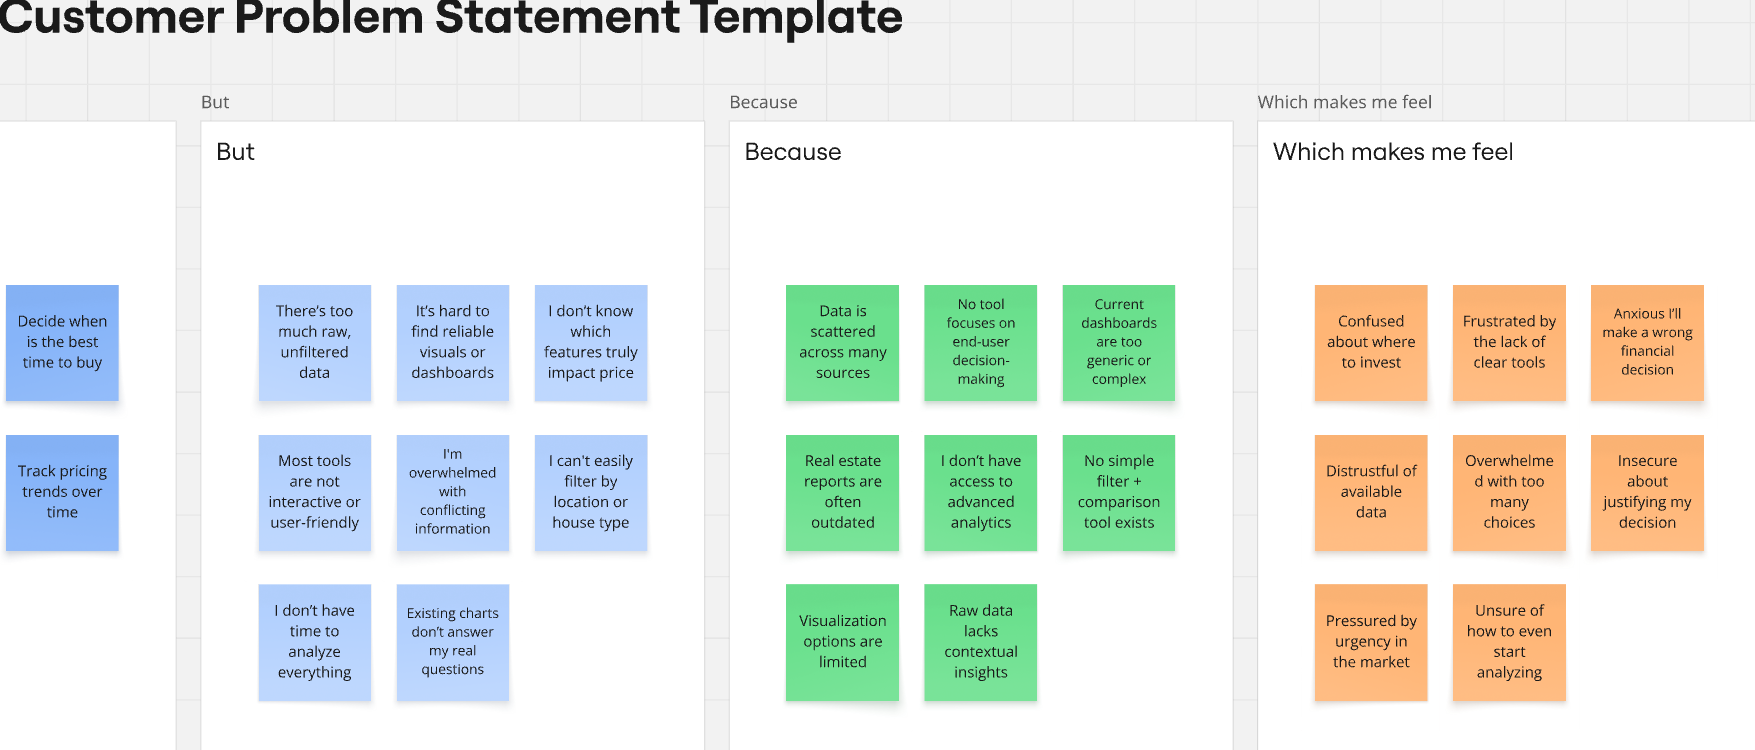 Customer Problem Statement Template
But
Because
Which makes me feel
But
Because
Which makes me feel
Decide when
is the best
time to buy
Track pricing
trends over
time
There's too
much raw,
unfiltered
data
It's hard to
find reliable
visuals or
dashboards
I don't know
which
features truly
impact price
Most tools
are not
interactive or
user-friendly
I'm
overwhelmed
with
conflicting
information
I can't easily
filter by
location or
house type
I don't have
time to
analyze
everything
Existing charts
don't answer
my real
questions
Data is
scattered
across many
sources
No tool
focuses on
end-user
decision-
making
Current
dashboards
are too
generic or
complex
Real estate
reports are
often
outdated
I don't have
access to
advanced
analytics
No simple
filter +
comparison
tool exists
Visualization
options are
limited
Raw data
lacks
contextual
insights
Confused
about where
to invest
Frustrated by
the lack of
clear tools
Anxious I'll
make a wrong
financial
decision
Distrustful of
available
data
Overwhelme
d with too
many
choices
Insecure
about
justifying my
decision
Pressured by
urgency in
the market
Unsure of
how to even
start
analyzing